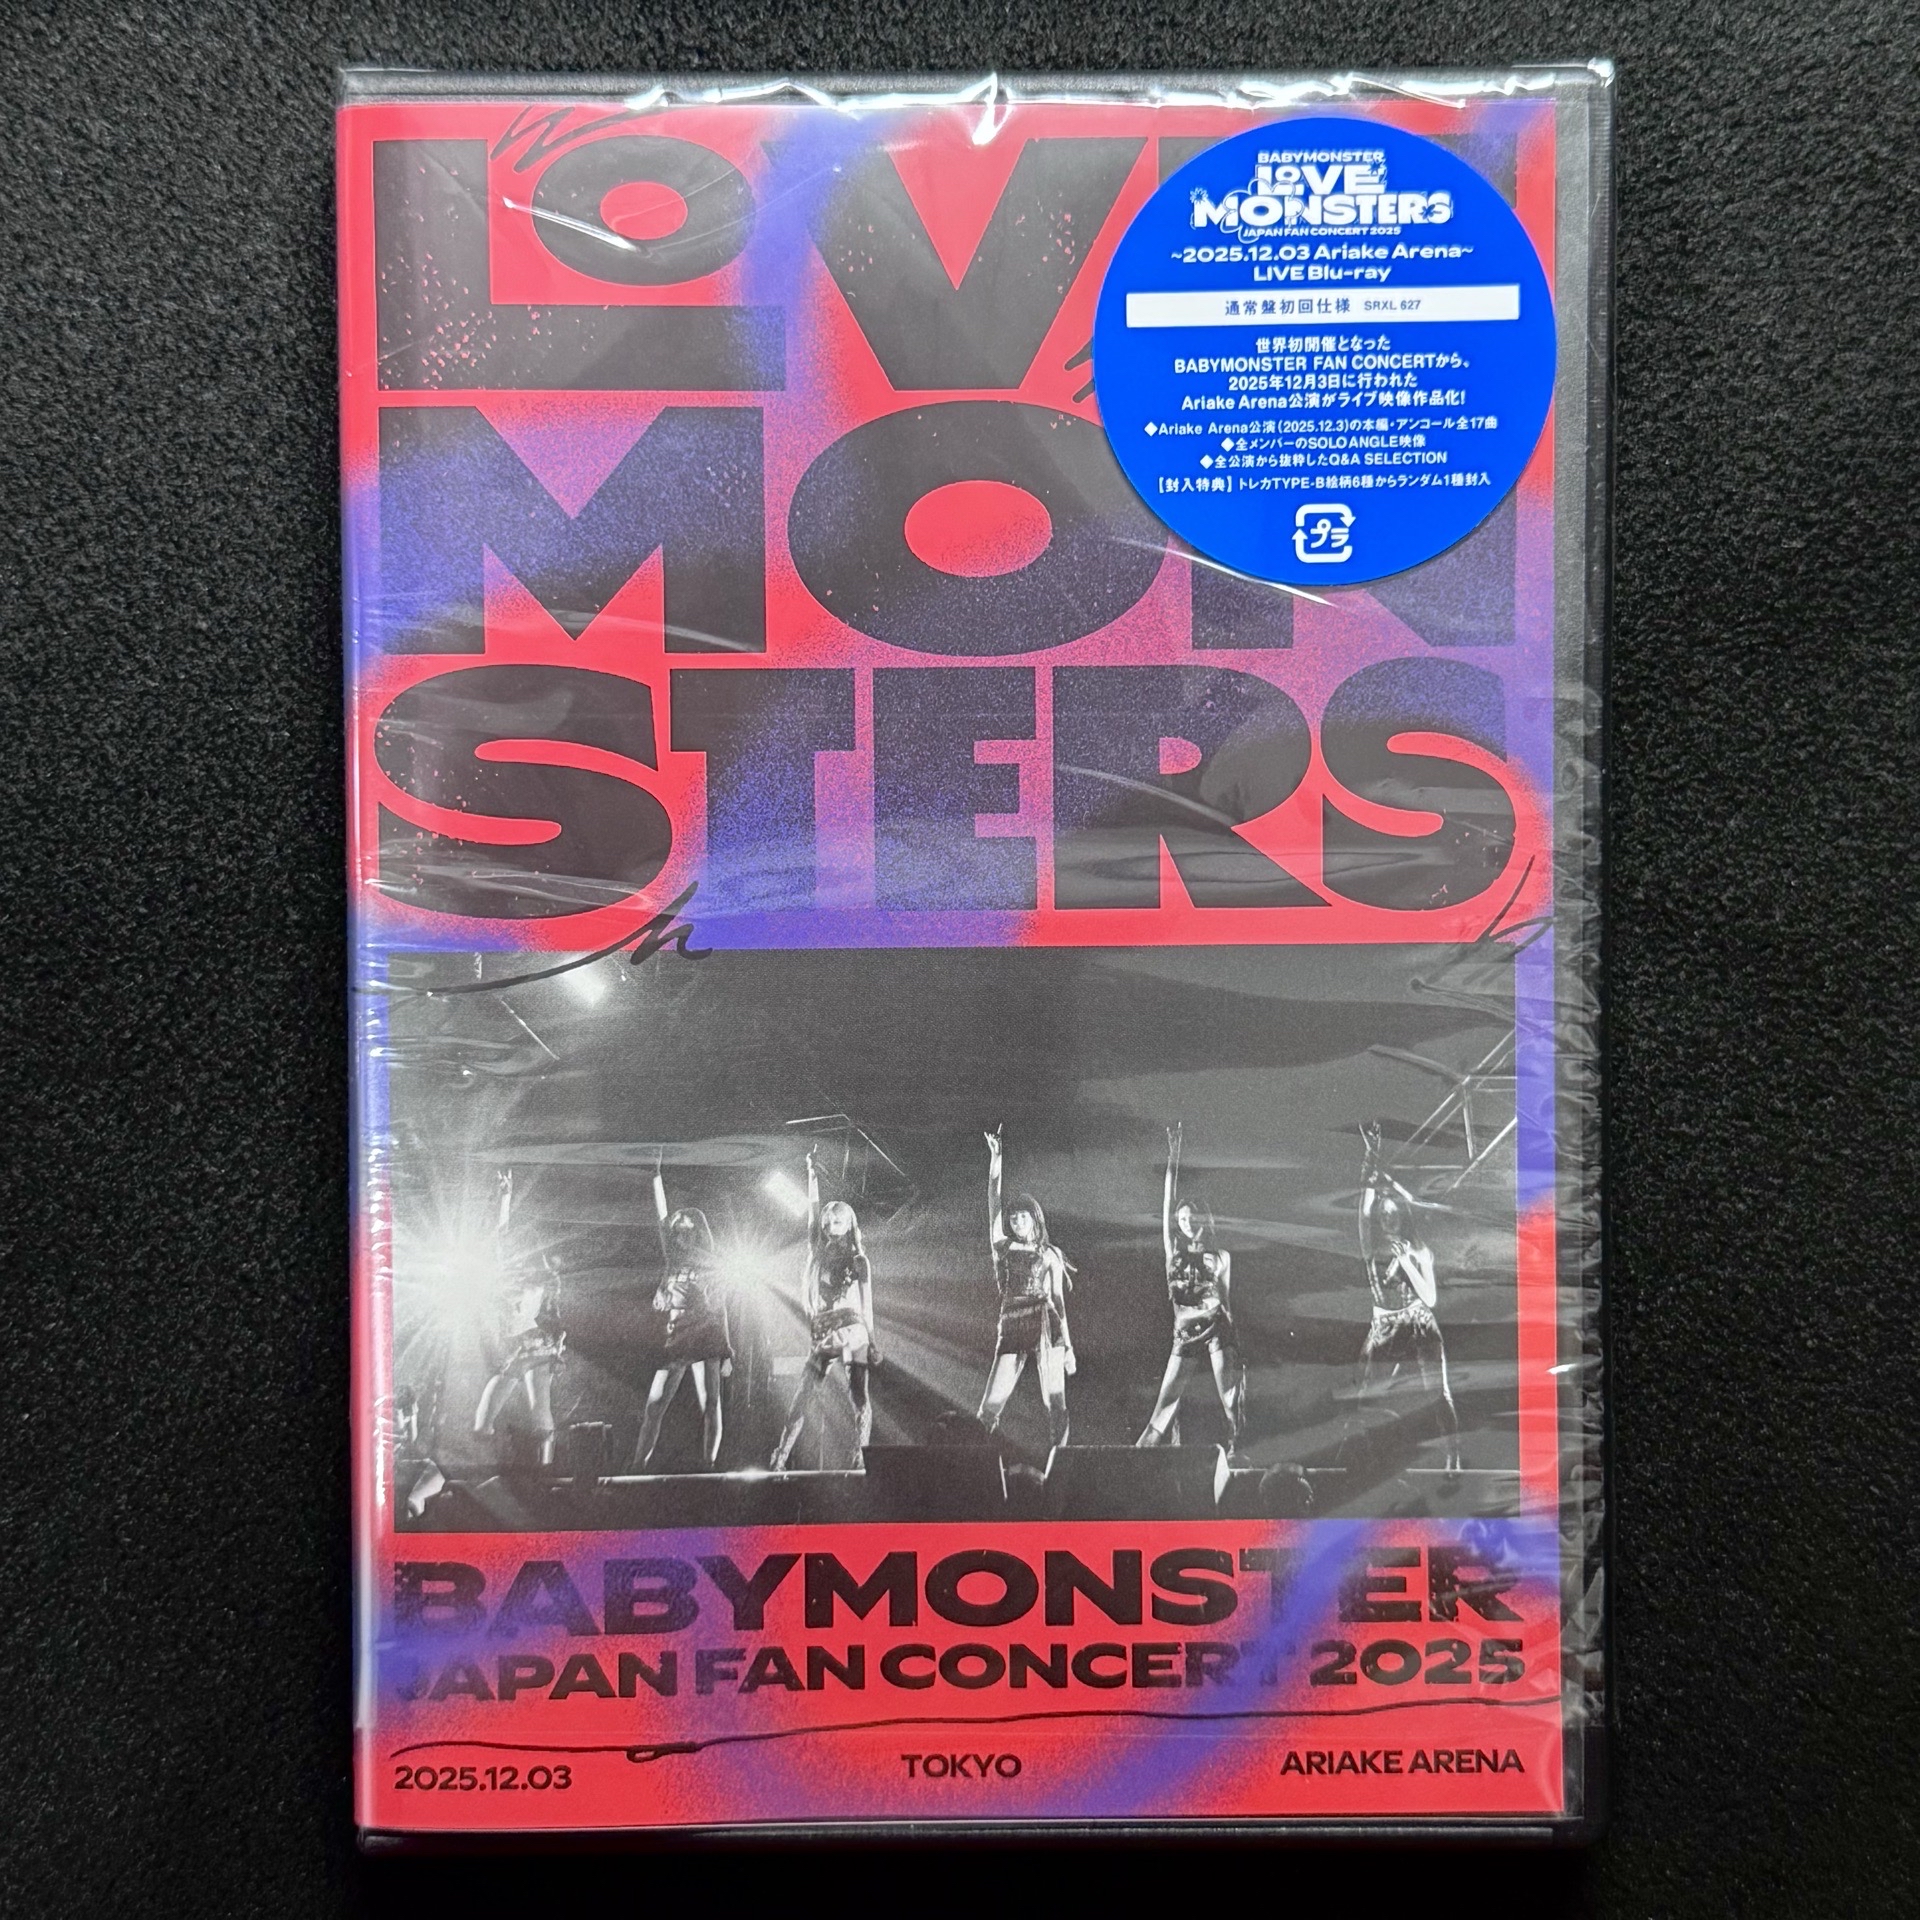 LOVE
MON
STERS
BABYMONSTER
LOVE
MONSTERS
JAPAN FAN CONCERT 2025
~2025.12.03 Ariake Arena~
LIVE Blu-ray
通常盤初回仕様 SRXL 627
世界初開催となった
BABYMONSTER FAN CONCERTから、
2025年12月3日に行われた
Ariake Arena公演がライブ映像作品化!
◆Ariake Arena公演(2025.12.3)の本編・アンコール全17曲
◆全メンバーのSOLO ANGLE映像
◆全公演から抜粋したQ&A SELECTION
【封入特典】トレカTYPE-B絵柄6種からランダム1種封入
プラ
BABYMONSTER
JAPAN FAN CONCERT 2025
2025.12.03 TOKYO ARIAKE ARENA